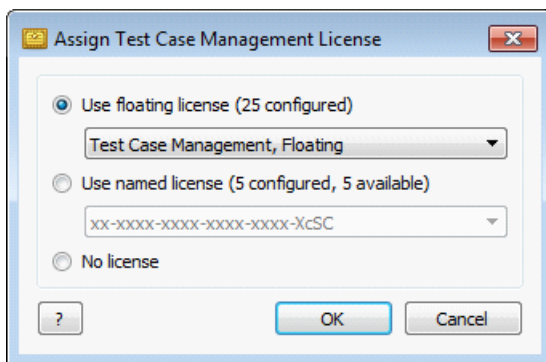 Assign Test Case Management License
Use floating license (25 configured)
Test Case Management, Floating
Use named license (5 configured, 5 available)
xx-xxxx-xxxx-xxxx-xxxx-XcSC
No license
?
OK
Cancel